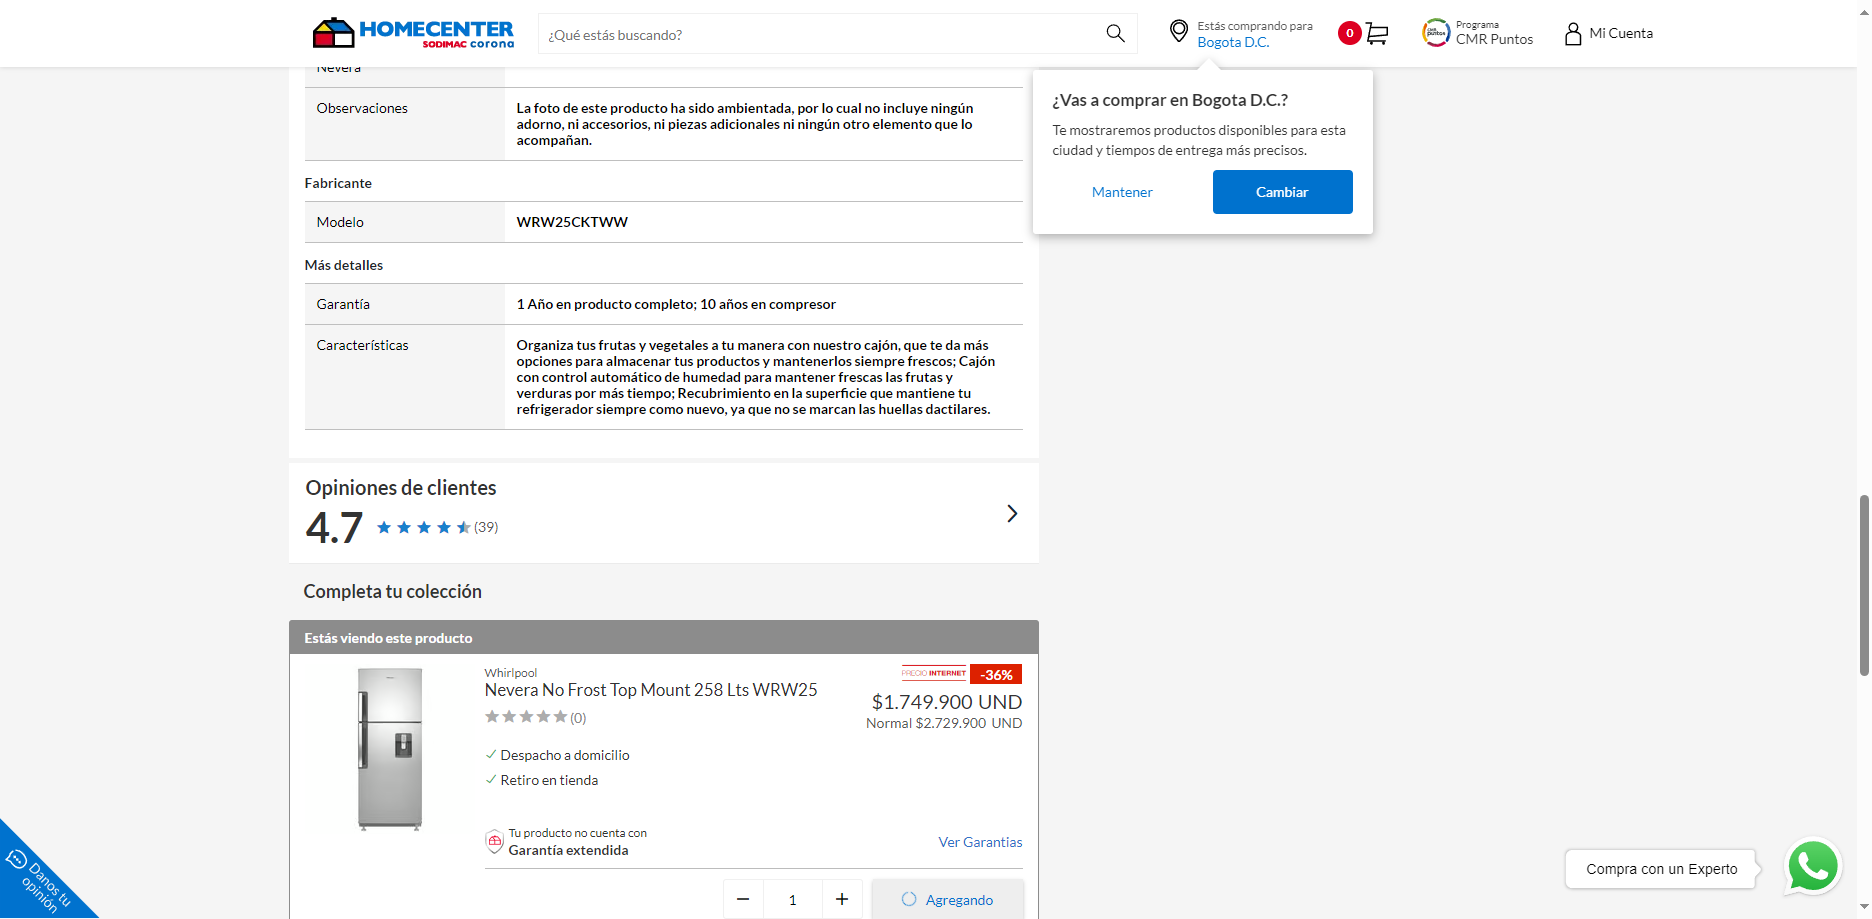 HOMECENTER
SODIMAC corona
¿Qué estás buscando?
Estás comprando para
Bogota D.C.
0
Programa
CMR Puntos
Mi Cuenta
Nevera
Observaciones
La foto de este producto ha sido ambientada, por lo cual no incluye ningún
adorno, ni accesorios, ni piezas adicionales ni ningún otro elemento que lo
acompañan.
¿Vas a comprar en Bogota D.C.?
Te mostraremos productos disponibles para esta
ciudad y tiempos de entrega más precisos.
Mantener
Cambiar
Fabricante
Modelo
WRW25CKTWW
Más detalles
Garantía
1 Año en producto completo; 10 años en compresor
Características
Organiza tus frutas y vegetales a tu manera con nuestro cajón, que te da más
opciones para almacenar tus productos y mantenerlos siempre frescos; Cajón
con control automático de humedad para mantener frescas las frutas y
verduras por más tiempo; Recubrimiento en la superficie que mantiene tu
refrigerador siempre como nuevo, ya que no se marcan las huellas dactilares.
Opiniones de clientes
4.7 (39)
Completa tu colección
Estás viendo este producto
Whirlpool
Nevera No Frost Top Mount 258 Lts WRW25
(0)
PRECIO INTERNET -36%
$1.749.900 UND
Normal $2.729.900 UND
Despacho a domicilio
Retiro en tienda
Tu producto no cuenta con
Garantía extendida
Ver Garantias
1
Agregando
Danos tu
opinión
Compra con un Experto